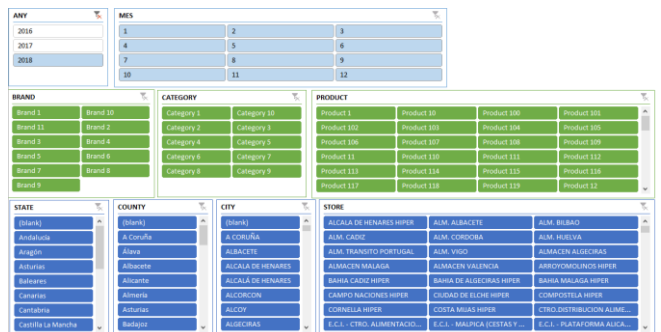 ANY
2016
2017
2018
MES
1 2 3
4 5 6
7 8 9
10 11 12
BRAND
Brand 1 Brand 10
Brand 11 Brand 2
Brand 3 Brand 4
Brand 5 Brand 6
Brand 7 Brand 8
Brand 9
CATEGORY
Category 1 Category 10
Category 2 Category 3
Category 4 Category 5
Category 6 Category 7
Category 8 Category 9
PRODUCT
Product 1 Product 10 Product 100 Product 101
Product 102 Product 103 Product 104 Product 105
Product 106 Product 107 Product 108 Product 109
Product 11 Product 110 Product 111 Product 112
Product 113 Product 114 Product 115 Product 116
Product 117 Product 118 Product 119 Product 12
STATE
(blank)
Andalucía
Aragón
Asturias
Baleares
Canarias
Cantabria
Castilla La Mancha
COUNTY
(blank)
A Coruña
Álava
Albacete
Alicante
Almería
Asturias
Badajoz
CITY
(blank)
A CORUÑA
ALBACETE
ALCALA DE HENARES
ALCALÁ DE HENARES
ALCORCON
ALCOY
ALGECIRAS
STORE
ALCALA DE HENARES HIPER ALM. ALBACETE ALM. BILBAO
ALM. CADIZ ALM. CORDOBA ALM. HUELVA
ALM. TRANSITO PORTUGAL ALM. VIGO ALMACEN ALGECIRAS
ALMACEN MALAGA ALMACEN VALENCIA ARROYOMOLINOS HIPER
BAHIA CADIZ HIPER BAHIA DE ALGECIRAS HIPER BAHIA MALAGA HIPER
CAMPO NACIONES HIPER CIUDAD DE ELCHE HIPER COMPOSTELA HIPER
CORNELLA HIPER COSTA MIJAS HIPER CTRO.DISTRIBUCION ALIME...
E.C.I. - CTRO. ALIMENTACIO... E.C.I. - MALPICA (CESTAS Y ... E.C.I. - PLATAFORMA ALICA...